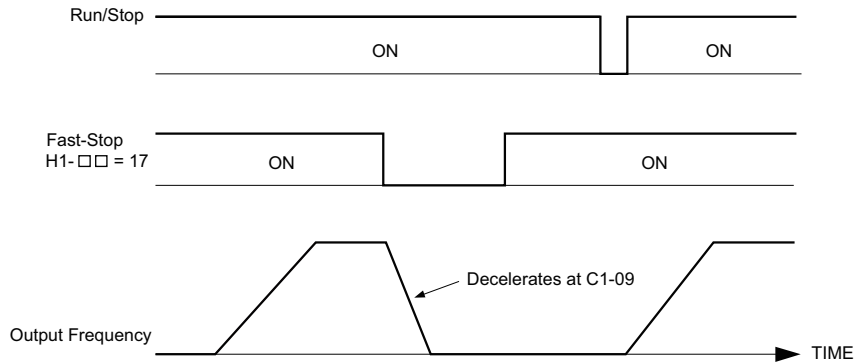 Run/Stop
ON
ON
Fast-Stop
H1-□□ = 17
ON
ON
Decelerates at C1-09
Output Frequency
TIME